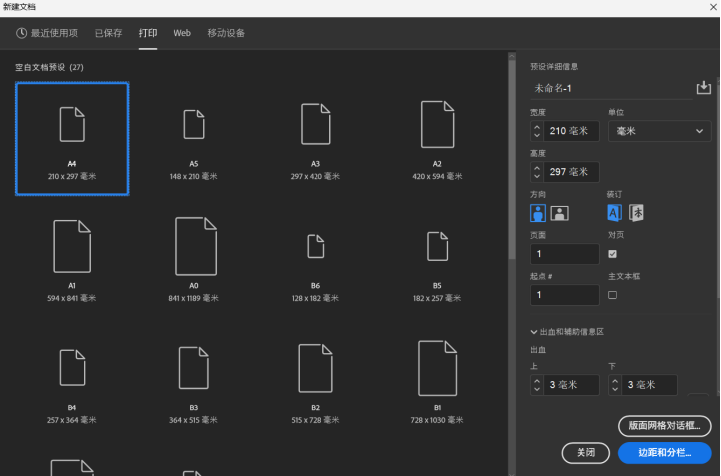 新建文档
最近使用项 已保存 打印 Web 移动设备
空白文档预设 (27)
A4
210 x 297 毫米
A5
148 x 210 毫米
A3
297 x 420 毫米
A2
420 x 594 毫米
A1
594 x 841 毫米
A0
841 x 1189 毫米
B6
128 x 182 毫米
B5
182 x 257 毫米
B4
257 x 364 毫米
B3
364 x 515 毫米
B2
515 x 728 毫米
B1
728 x 1030 毫米
预设详细信息
未命名-1
宽度 单位
210 毫米 毫米
高度
297 毫米
方向 装订
页面 对页
1
起点 # 主文本框
1
出血和辅助信息区
出血
上 下
3 毫米 3 毫米
版面网格对话框...
关闭 边距和分栏...